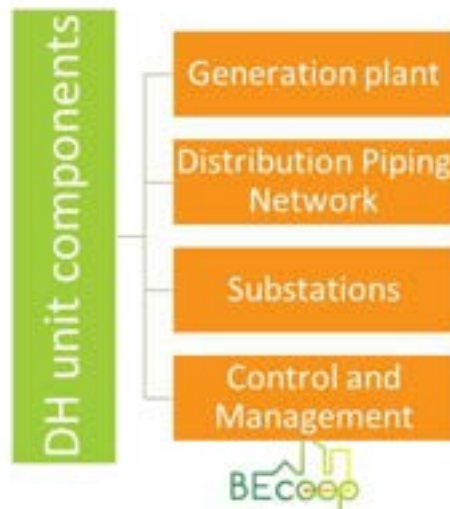 DH unit components
Generation plant
Distribution Piping
Network
Substations
Control and
Management
BECoop